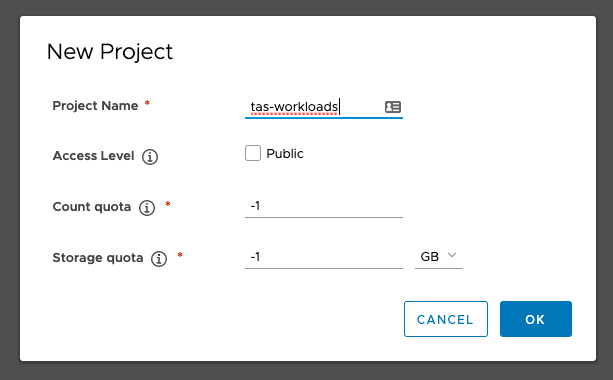 New Project
Project Name *
tas-workloads
Access Level
Public
Count quota *
-1
Storage quota *
-1 GB
CANCEL OK